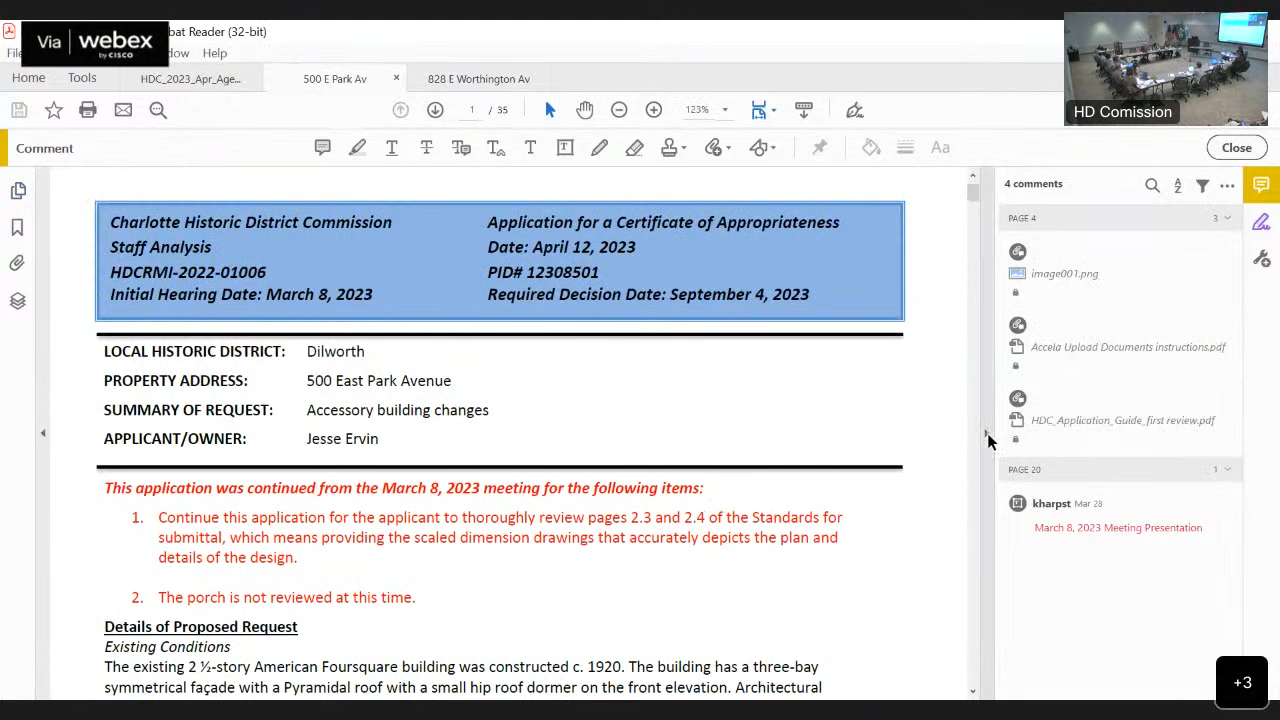 Via webex
by CISCO
bat Reader (32-bit)
dow Help
Home Tools HDC_2023_Apr_Age... 500 E Park Av × 828 E Worthington Av
1 / 35 123%
HD Comission
Comment
Aa
Close
Charlotte Historic District Commission Application for a Certificate of Appropriateness
Staff Analysis Date: April 12, 2023
HDCRMI-2022-01006 PID# 12308501
Initial Hearing Date: March 8, 2023 Required Decision Date: September 4, 2023
LOCAL HISTORIC DISTRICT: Dilworth
PROPERTY ADDRESS: 500 East Park Avenue
SUMMARY OF REQUEST: Accessory building changes
APPLICANT/OWNER: Jesse Ervin
This application was continued from the March 8, 2023 meeting for the following items:
1. Continue this application for the applicant to thoroughly review pages 2.3 and 2.4 of the Standards for
submittal, which means providing the scaled dimension drawings that accurately depicts the plan and
details of the design.
2. The porch is not reviewed at this time.
Details of Proposed Request
Existing Conditions
The existing 2 ½-story American Foursquare building was constructed c. 1920. The building has a three-bay
symmetrical façade with a Pyramidal roof with a small hip roof dormer on the front elevation. Architectural
4 comments
PAGE 4 3
image001.png
Accela Upload Documents instructions.pdf
HDC_Application_Guide_first review.pdf
PAGE 20 1
kharpst Mar 28
March 8, 2023 Meeting Presentation
+3